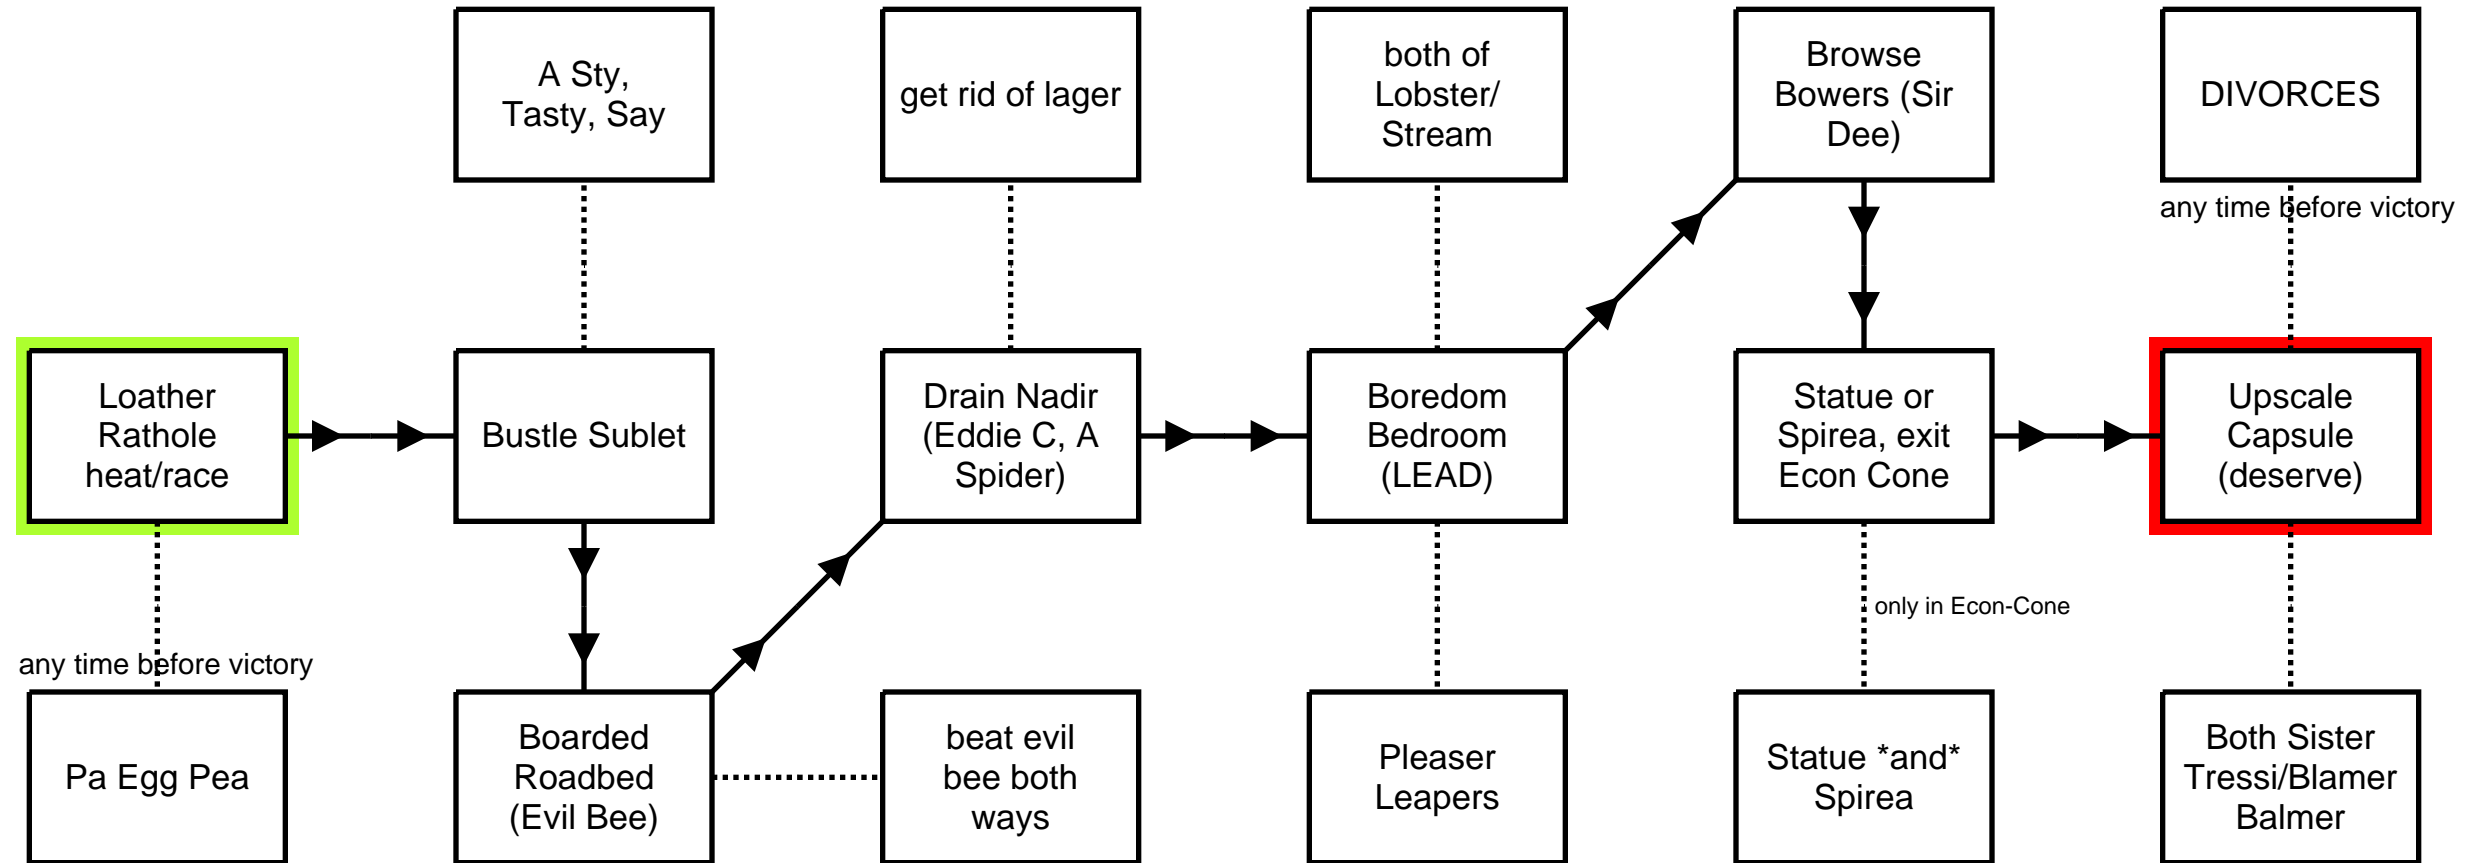 A Sty,
Tasty, Say
get rid of lager
both of
Lobster/
Stream
Browse
Bowers (Sir
Dee)
DIVORCES
any time before victory
Loather
Rathole
heat/race
Bustle Sublet
Drain Nadir
(Eddie C, A
Spider)
Boredom
Bedroom
(LEAD)
Statue or
Spirea, exit
Econ Cone
Upscale
Capsule
(deserve)
only in Econ-Cone
any time before victory
Pa Egg Pea
Boarded
Roadbed
(Evil Bee)
beat evil
bee both
ways
Pleaser
Leapers
Statue *and*
Spirea
Both Sister
Tressi/Blamer
Balmer